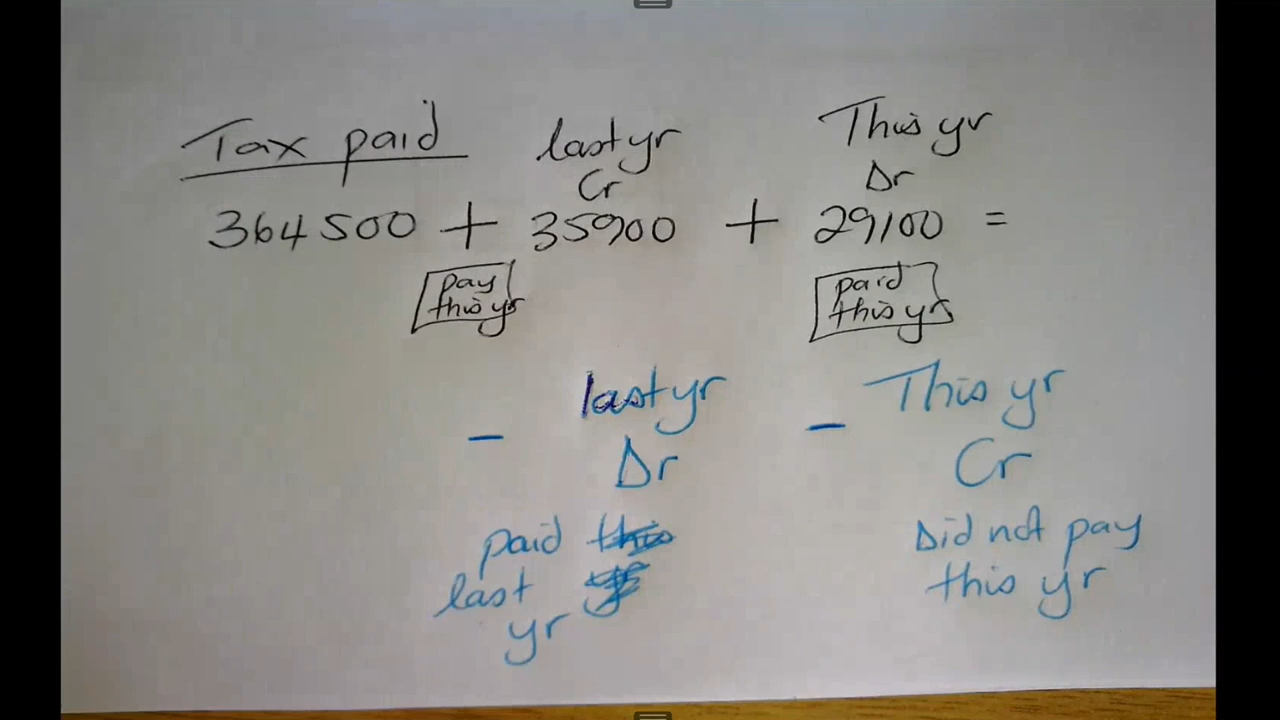 Tax paid
last yr
This yr
Cr
Dr
364500 + 35900 + 29100 =
pay
this yr
paid
this yr
- last yr
- This yr
Dr
Cr
paid
last
yr
Did not pay
this yr